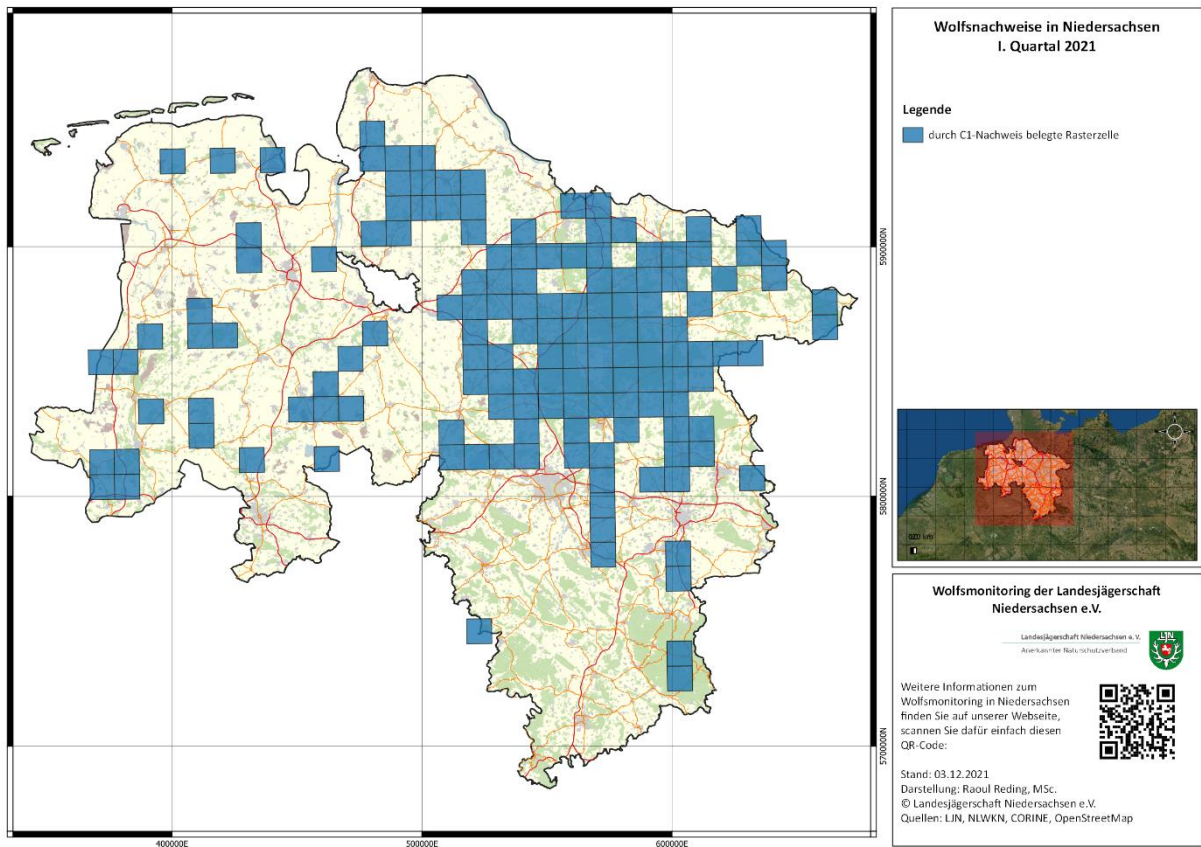 Wolfsnachweise in Niedersachsen
I. Quartal 2021
Legende
durch C1-Nachweis belegte Rasterzelle
5900000N
5800000N
5700000N
400000E
500000E
600000E
Wolfsmonitoring der Landesjägerschaft
Niedersachsen e.V.
Landesjägerschaft Niedersachsen e. V.
Anerkannter Naturschutzverband
LJN
Weitere Informationen zum
Wolfsmonitoring in Niedersachsen
finden Sie auf unserer Webseite,
scannen Sie dafür einfach diesen
QR-Code:
Stand: 03.12.2021
Darstellung: Raoul Reding, MSc.
© Landesjägerschaft Niedersachsen e.V.
Quellen: LJN, NLWKN, CORINE, OpenStreetMap